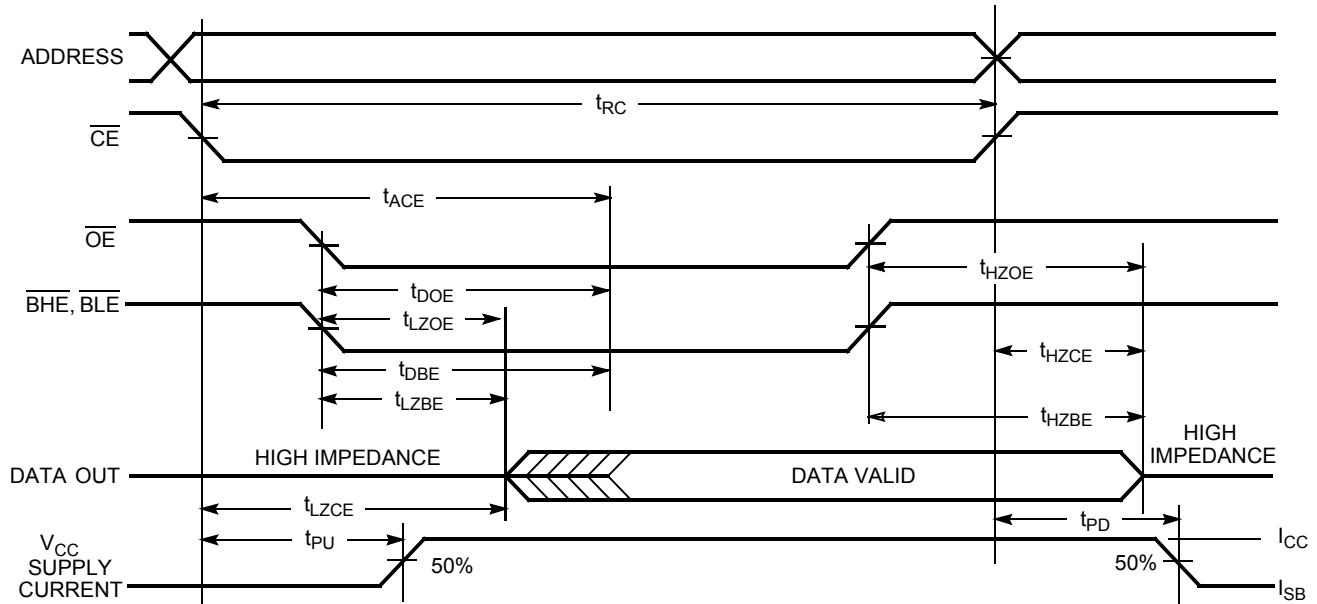 ADDRESS
tRC
CE
tACE
OE
tHZOE
tDOE
BHE, BLE
tLZOE
tHZCE
tDBE
tLZBE
tHZBE
HIGH IMPEDANCE
HIGH
IMPEDANCE
DATA OUT
DATA VALID
tLZCE
tPD
tPU
VCC
SUPPLY
CURRENT
50%
50%
ICC
ISB